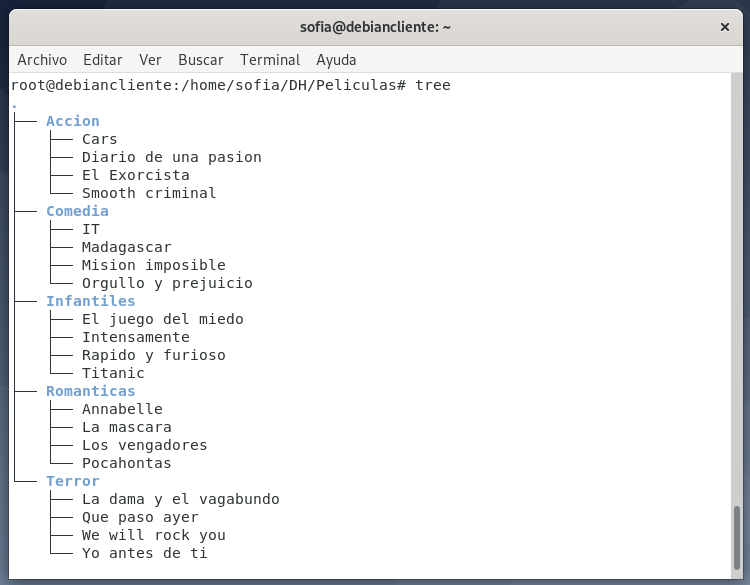 sofia@debiancliente: ~
Archivo Editar Ver Buscar Terminal Ayuda
root@debiancliente:/home/sofia/DH/Peliculas# tree
.
├── Accion
│   ├── Cars
│   ├── Diario de una pasion
│   ├── El Exorcista
│   └── Smooth criminal
├── Comedia
│   ├── IT
│   ├── Madagascar
│   ├── Mision imposible
│   └── Orgullo y prejuicio
├── Infantiles
│   ├── El juego del miedo
│   ├── Intensamente
│   ├── Rapido y furioso
│   └── Titanic
├── Romanticas
│   ├── Annabelle
│   ├── La mascara
│   ├── Los vengadores
│   └── Pocahontas
└── Terror
    ├── La dama y el vagabundo
    ├── Que paso ayer
    ├── We will rock you
    └── Yo antes de ti